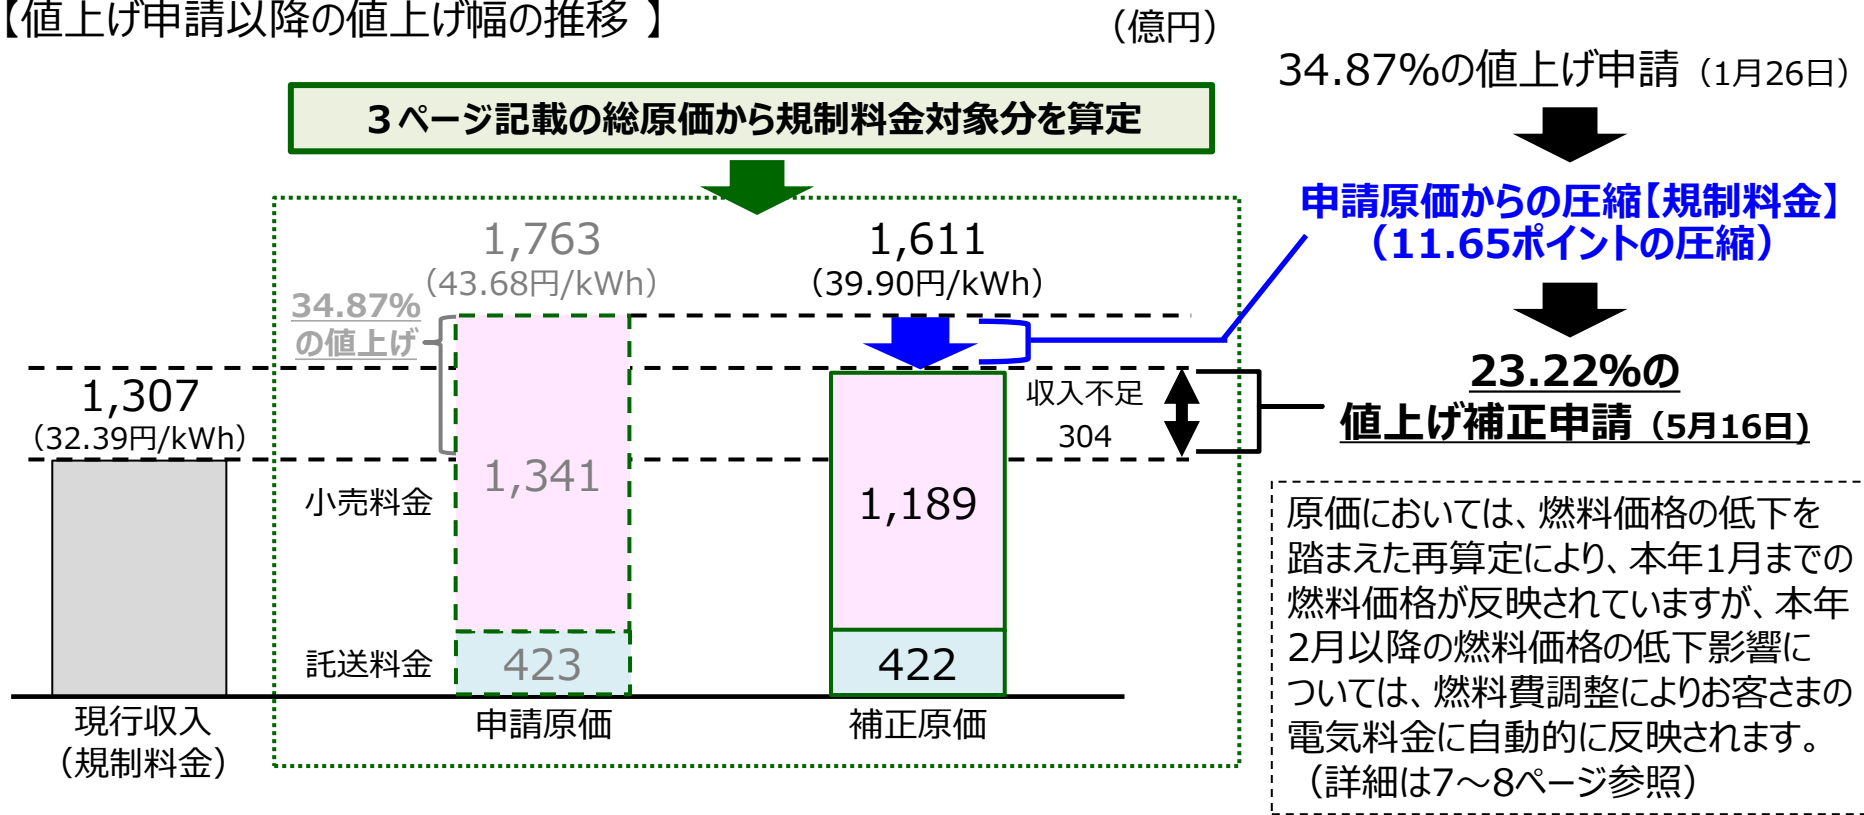 【値上げ申請以降の値上げ幅の推移 】
（億円）
３ページ記載の総原価から規制料金対象分を算定
1,307
（32.39円/kWh）
34.87%
の値上げ
1,763
（43.68円/kWh）
1,611
（39.90円/kWh）
収入不足
304
小売料金
1,341
1,189
託送料金
423
422
現行収入
（規制料金）
申請原価
補正原価
34.87%の値上げ申請（1月26日）
申請原価からの圧縮【規制料金】
（11.65ポイントの圧縮）
23.22%の
値上げ補正申請（5月16日)
原価においては、燃料価格の低下を
踏まえた再算定により、本年1月までの
燃料価格が反映されていますが、本年
2月以降の燃料価格の低下影響に
ついては、燃料費調整によりお客さまの
電気料金に自動的に反映されます。
（詳細は7～8ページ参照）